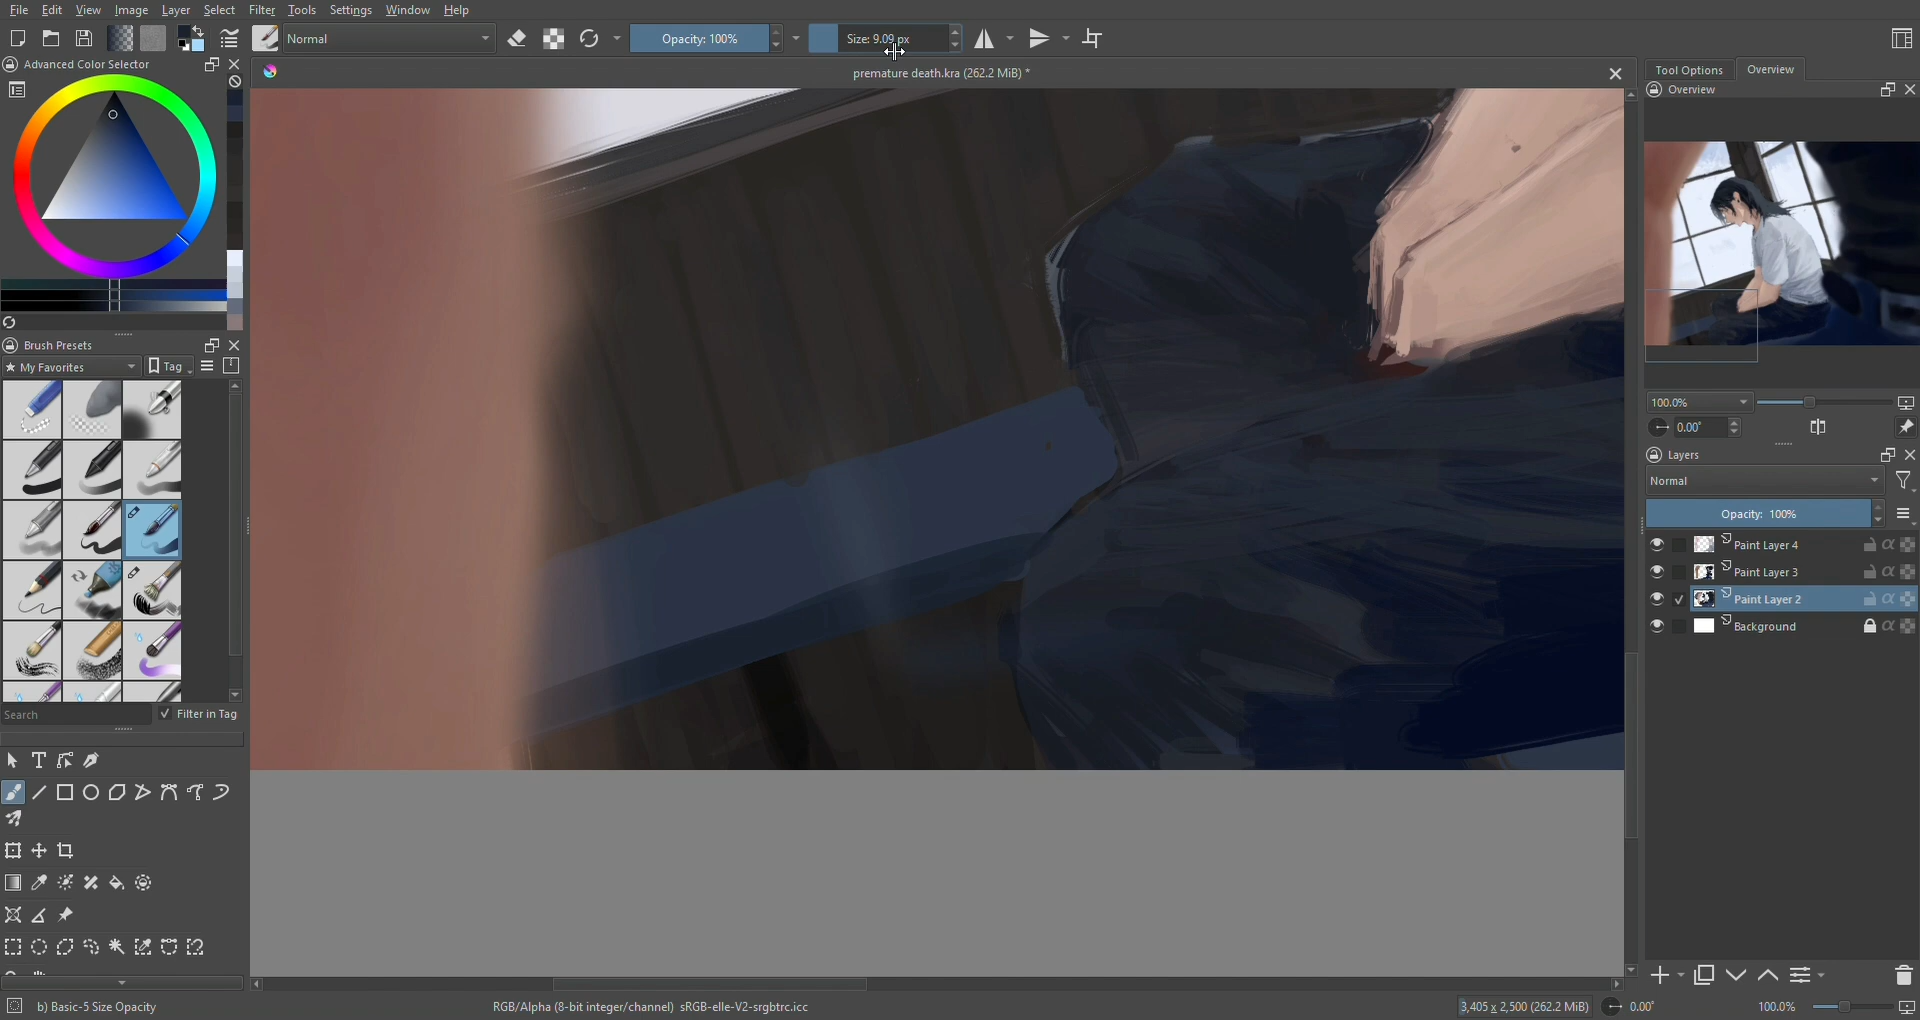 File Edit View Image Layer Select Filter Tools Settings Window Help
Normal
Opacity: 100%
Size: 9.09 px
Advanced Color Selector
premature death.kra (262.2 MiB) *
Tool Options
Overview
Overview
100.0%
0.00°
Brush Presets
My Favorites
Tag
Search
Filter in Tag
Layers
Normal
Opacity: 100%
Paint Layer 4
Paint Layer 3
Paint Layer 2
Background
b) Basic-5 Size Opacity
RGB/Alpha (8-bit integer/channel) sRGB-elle-V2-srgbtrc.icc
3,405 x 2,500 (262.2 MiB)
0.00°
100.0%